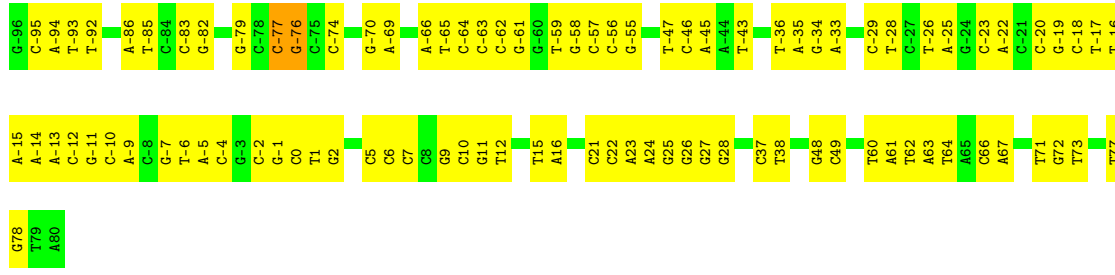 G-96 C-95 A-94 T-93 T-92 A-86 T-85 C-84 C-83 G-82 G-79 C-78 C-77 G-76 C-75 C-74 G-70 A-69 A-66 T-65 C-64 C-63 C-62 G-61 G-60 T-59 G-58 C-57 C-56 G-55 T-47 C-46 A-45 A-44 T-43 T-36 A-35 G-34 A-33 C-29 T-28 C-27 T-26 A-25 G-24 C-23 A-22 C-21 C-20 G-19 C-18 T-17 T-16
A-15 A-14 A-13 C-12 G-11 C-10 A-9 C-8 G-7 T-6 A-5 C-4 G-3 C-2 G-1 C0 T1 G2 C5 C6 C7 C8 G9 C10 G11 T12 T15 A16 C21 C22 A23 A24 G25 G26 G27 G28 C37 T38 G48 C49 T60 A61 T62 A63 T64 A65 C66 A67 T71 G72 T73 T77
G78 T79 A80